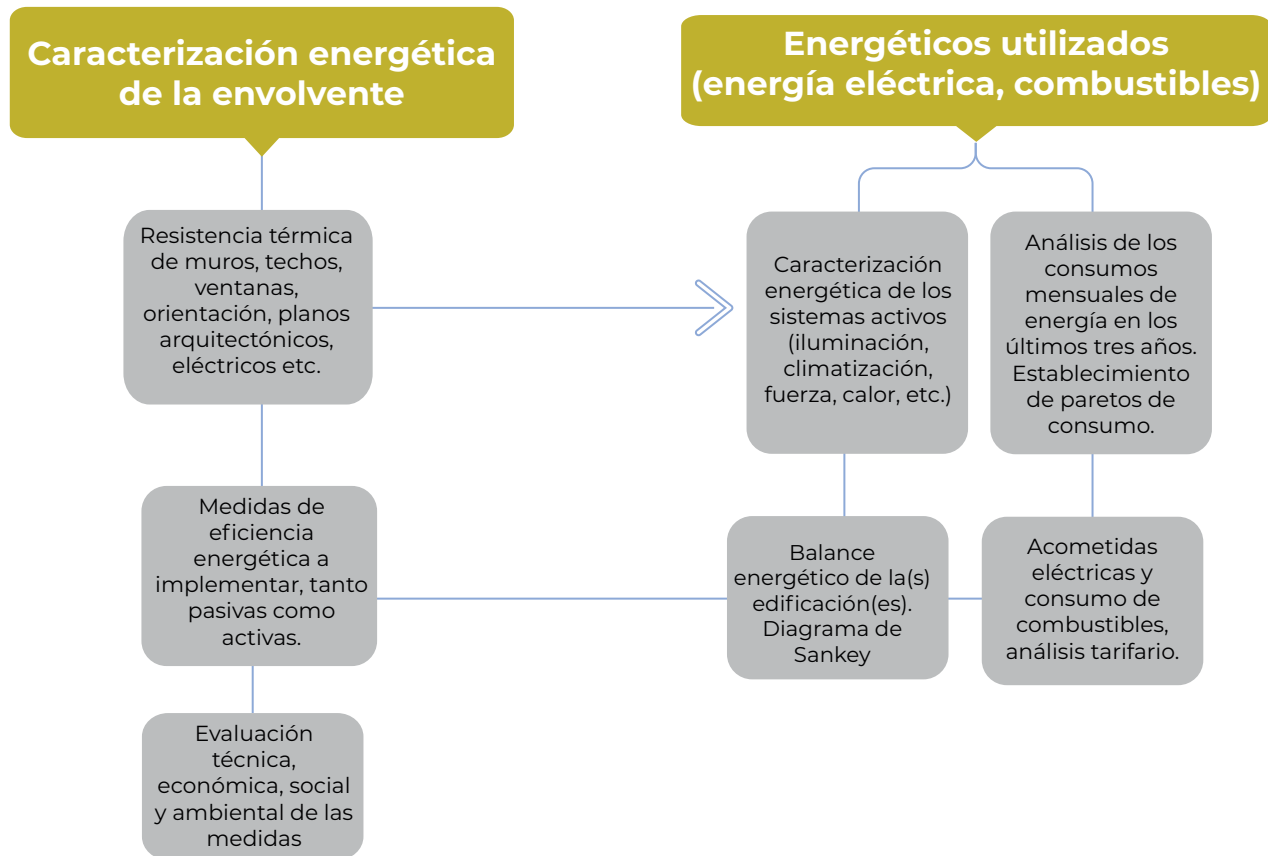 Caracterización energética
de la envolvente
Energéticos utilizados
(energía eléctrica, combustibles)
Resistencia térmica
de muros, techos,
ventanas,
orientación, planos
arquitectónicos,
eléctricos etc.
Caracterización
energética de los
sistemas activos
(iluminación,
climatización,
fuerza, calor, etc.)
Análisis de los
consumos
mensuales de
energía en los
últimos tres años.
Establecimiento
de paretos de
consumo.
Medidas de
eficiencia
energética a
implementar, tanto
pasivas como
activas.
Balance
energético de la(s)
edificación(es).
Diagrama de
Sankey
Acometidas
eléctricas y
consumo de
combustibles,
análisis tarifario.
Evaluación
técnica,
económica, social
y ambiental de las
medidas